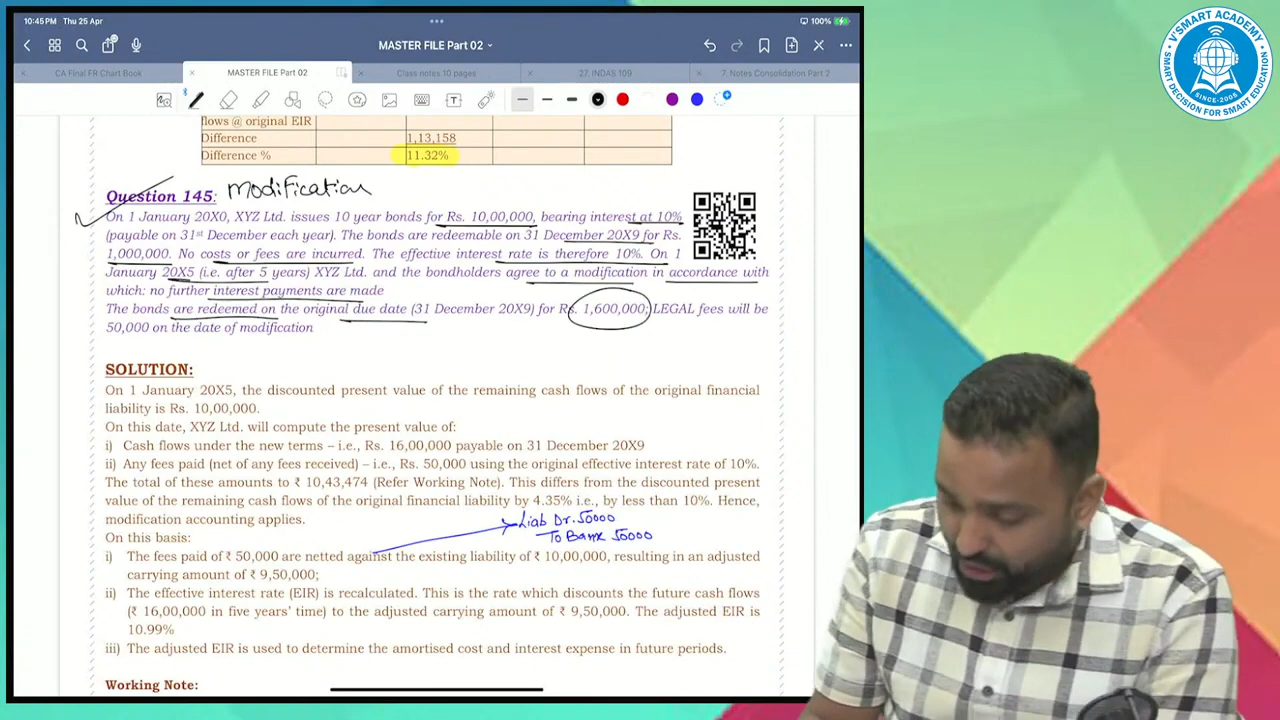 10:45 PM Thu 25 Apr
100%
MASTER FILE Part 02
CA Final FR Chart Book
MASTER FILE Part 02
Class notes 10 pages
27. INDAS 109
7. Notes Consolidation Part 2
V'SMART ACADEMY
SINCE-2005
SMART DECISION FOR SMART EDUCATION
flows @ original EIR
Difference 1,13,158
Difference % 11.32%
Question 145: Modification
On 1 January 20X0, XYZ Ltd. issues 10 year bonds for Rs. 10,00,000, bearing interest at 10%
(payable on 31st December each year). The bonds are redeemable on 31 December 20X9 for Rs.
1,000,000. No costs or fees are incurred. The effective interest rate is therefore 10%. On 1
January 20X5 (i.e. after 5 years) XYZ Ltd. and the bondholders agree to a modification in accordance with
which: no further interest payments are made
The bonds are redeemed on the original due date (31 December 20X9) for Rs. 1,600,000; LEGAL fees will be
50,000 on the date of modification
SOLUTION:
On 1 January 20X5, the discounted present value of the remaining cash flows of the original financial
liability is Rs. 10,00,000.
On this date, XYZ Ltd. will compute the present value of:
i) Cash flows under the new terms – i.e., Rs. 16,00,000 payable on 31 December 20X9
ii) Any fees paid (net of any fees received) – i.e., Rs. 50,000 using the original effective interest rate of 10%.
The total of these amounts to ₹ 10,43,474 (Refer Working Note). This differs from the discounted present
value of the remaining cash flows of the original financial liability by 4.35% i.e., by less than 10%. Hence,
modification accounting applies.
Liab Dr. 50000
To Bank 50000
On this basis:
i) The fees paid of ₹ 50,000 are netted against the existing liability of ₹ 10,00,000, resulting in an adjusted
carrying amount of ₹ 9,50,000;
ii) The effective interest rate (EIR) is recalculated. This is the rate which discounts the future cash flows
(₹ 16,00,000 in five years' time) to the adjusted carrying amount of ₹ 9,50,000. The adjusted EIR is
10.99%
iii) The adjusted EIR is used to determine the amortised cost and interest expense in future periods.
Working Note: